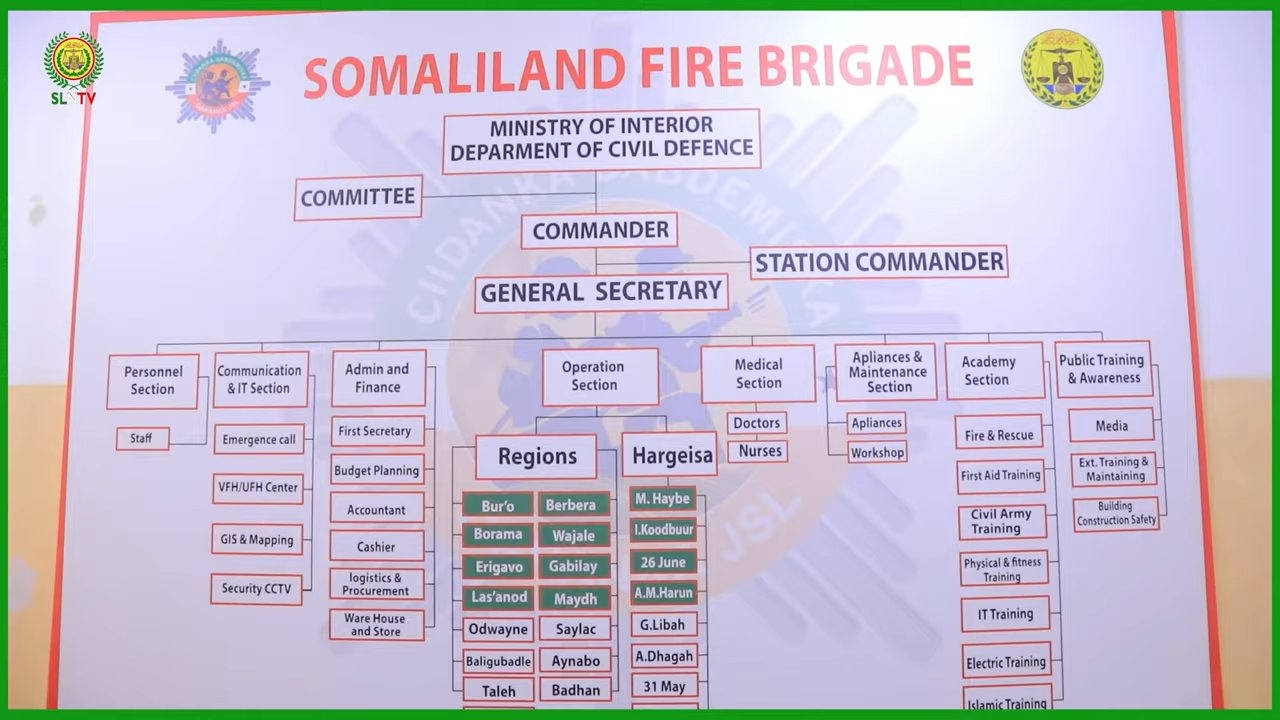 SLNTV
SOMALILAND FIRE BRIGADE
MINISTRY OF INTERIOR
DEPARMENT OF CIVIL DEFENCE
COMMITTEE
COMMANDER
STATION COMMANDER
GENERAL SECRETARY
Personnel
Section
Staff
Communication
& IT Section
Emergence call
VFH/UFH Center
GIS & Mapping
Security CCTV
Admin and
Finance
First Secretary
Budget Planning
Accountant
Cashier
logistics &
Procurement
Ware House
and Store
Operation
Section
Regions
Bur'o
Berbera
Borama
Wajale
Erigavo
Gabilay
Las'anod
Maydh
Odwayne
Saylac
Baligubadle
Aynabo
Taleh
Badhan
Hargeisa
M. Haybe
I.Koodbuur
26 June
A.M.Harun
G.Libah
A.Dhagah
31 May
Medical
Section
Doctors
Nurses
Apliances &
Maintenance
Section
Apliances
Workshop
Academy
Section
Fire & Rescue
First Aid Training
Civil Army
Training
Physical & fitness
Training
IT Training
Electric Training
Islamic Training
Public Training
& Awareness
Media
Ext. Training &
Maintaining
Building
Construction Safety